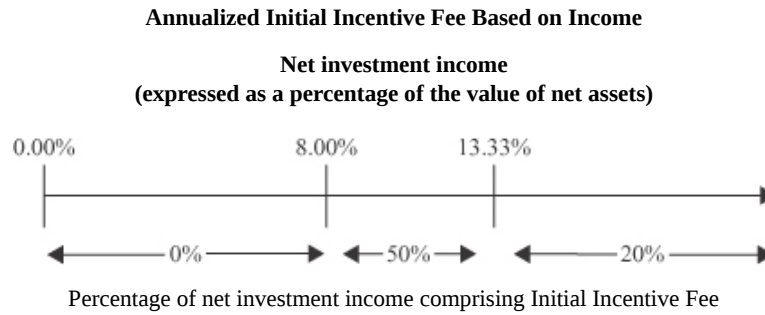 Annualized Initial Incentive Fee Based on Income
Net investment income
(expressed as a percentage of the value of net assets)
0.00% 8.00% 13.33%
0% 50% 20%
Percentage of net investment income comprising Initial Incentive Fee